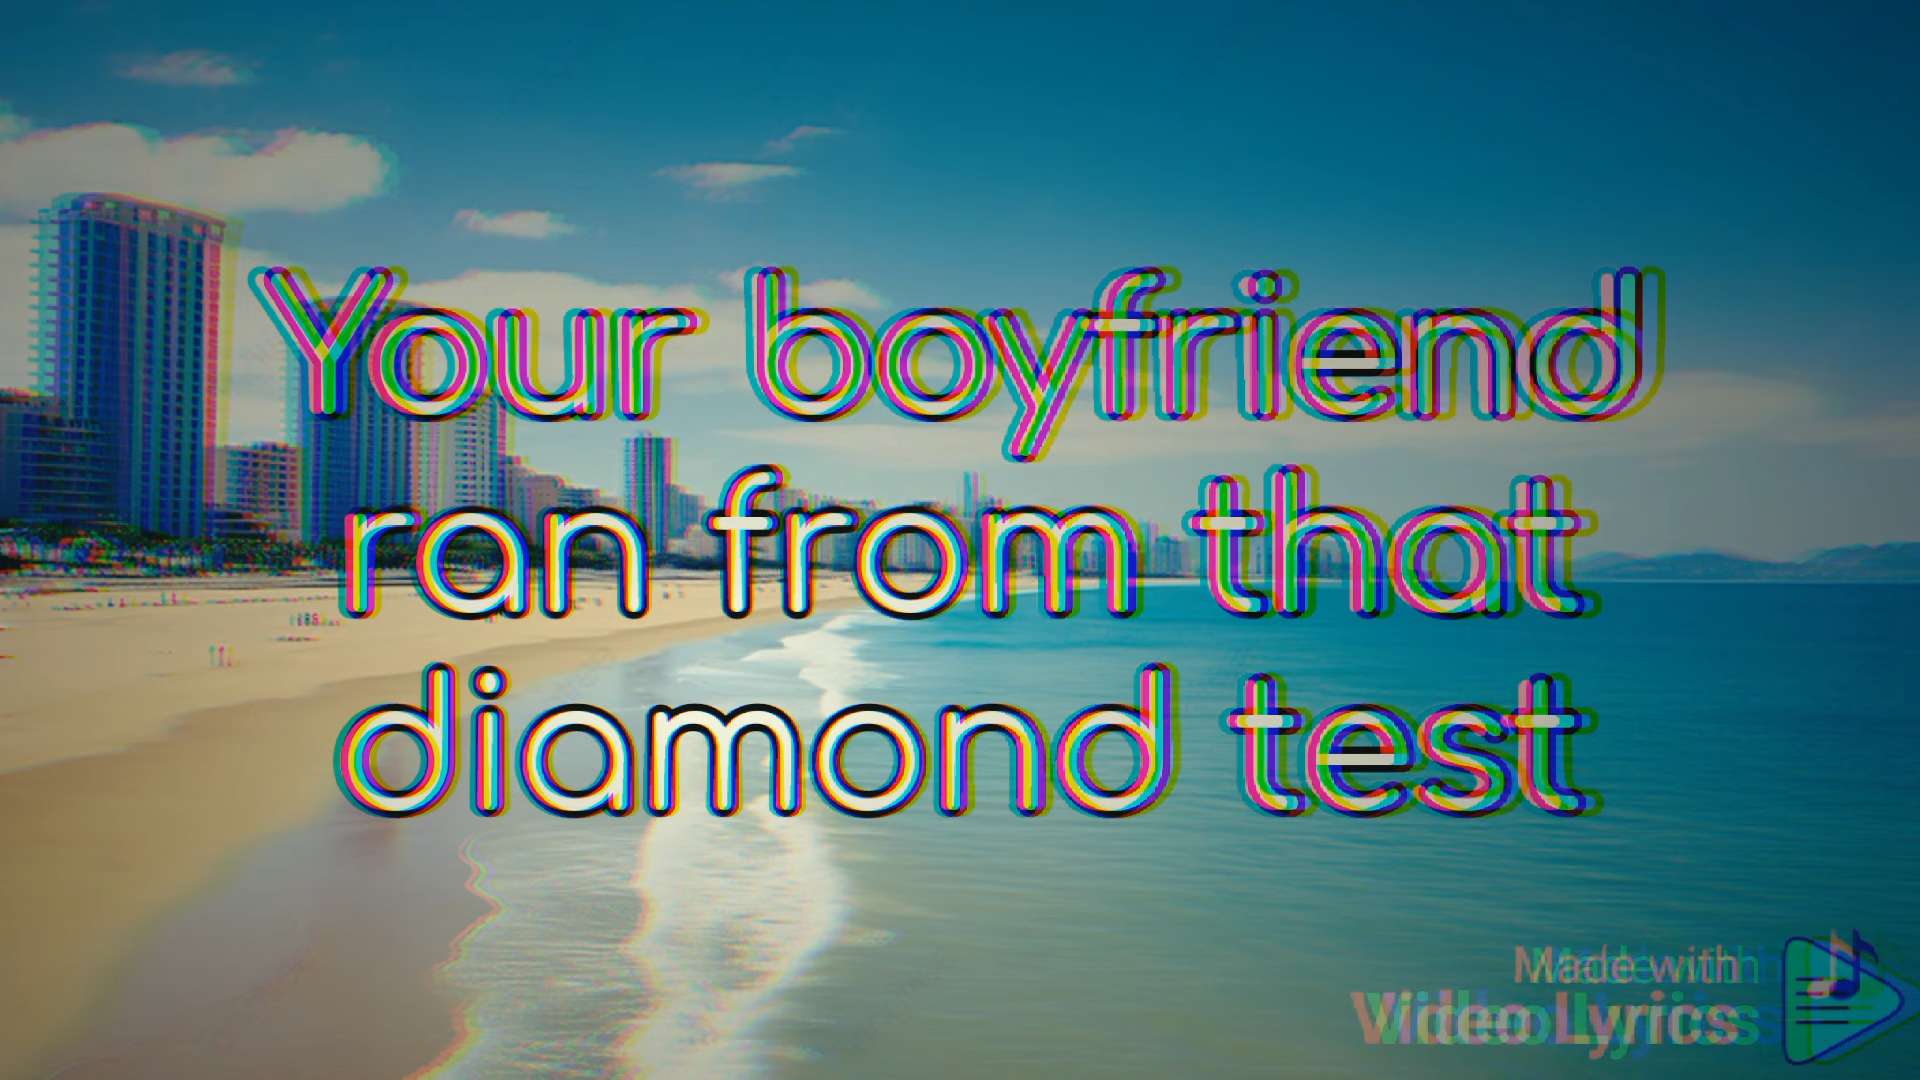 Your boyfriend
ran from that
diamond test
Made with
Video Lyrics